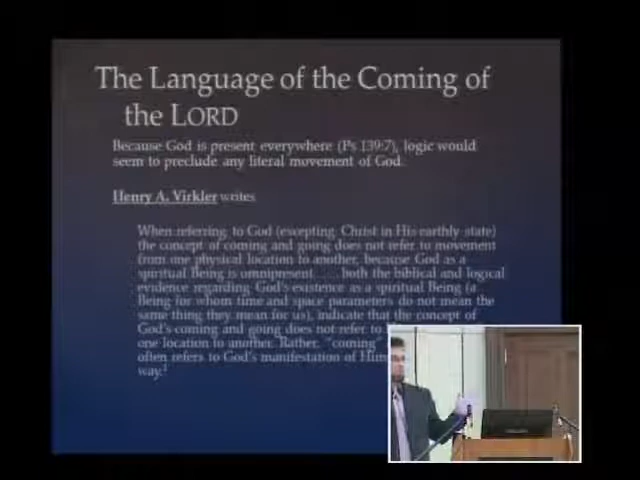 The Language of the Coming of
the LORD
Because God is present everywhere (Ps 139:7), logic would
seem to preclude any literal movement of God.
Henry A. Virkler writes
When referring to God (excepting Christ in His earthly state)
the concept of coming and going does not refer to movement
from one physical location to another, because God as a
spiritual Being is omnipresent……both the biblical and logical
evidence regarding God's existence as a spiritual Being (a
Being for whom time and space parameters do not mean the
same thing they mean for us), indicate that the concept of
God's coming and going does not refer to
one location to another. Rather, "coming"
often refers to God's manifestation of Him
way.¹